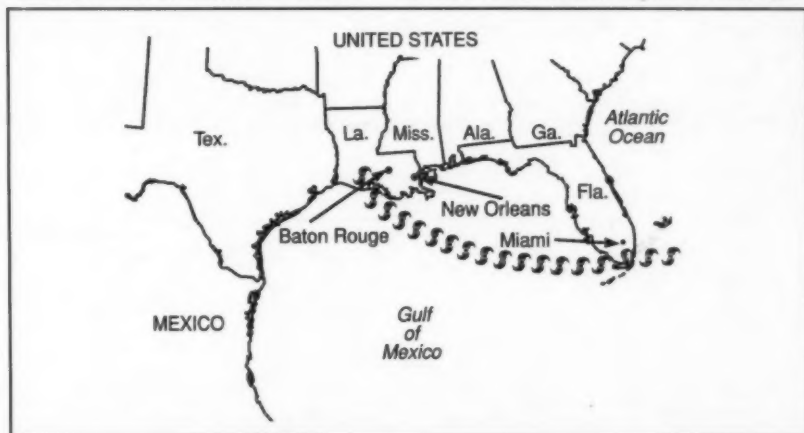 UNITED STATES
Atlantic
Ocean
Tex.
La.
Miss.
Ala.
Ga.
Fla.
New Orleans
Baton Rouge
Miami
MEXICO
Gulf
of
Mexico